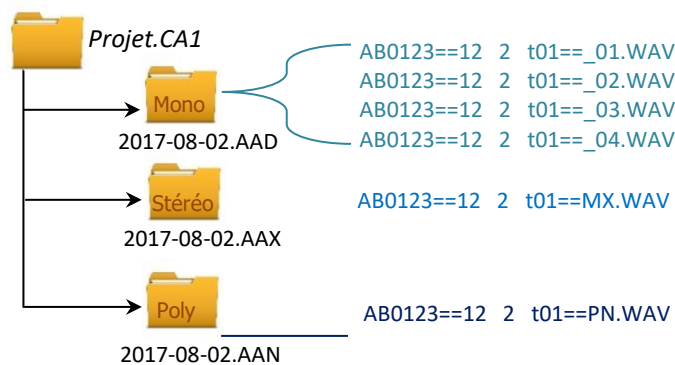 Projet.CA1
AB0123==12 2 t01==_01.WAV
AB0123==12 2 t01==_02.WAV
Mono
AB0123==12 2 t01==_03.WAV
2017-08-02.AAD
AB0123==12 2 t01==_04.WAV
Stéréo
AB0123==12 2 t01==MX.WAV
2017-08-02.AAX
Poly
AB0123==12 2 t01==PN.WAV
2017-08-02.AAN